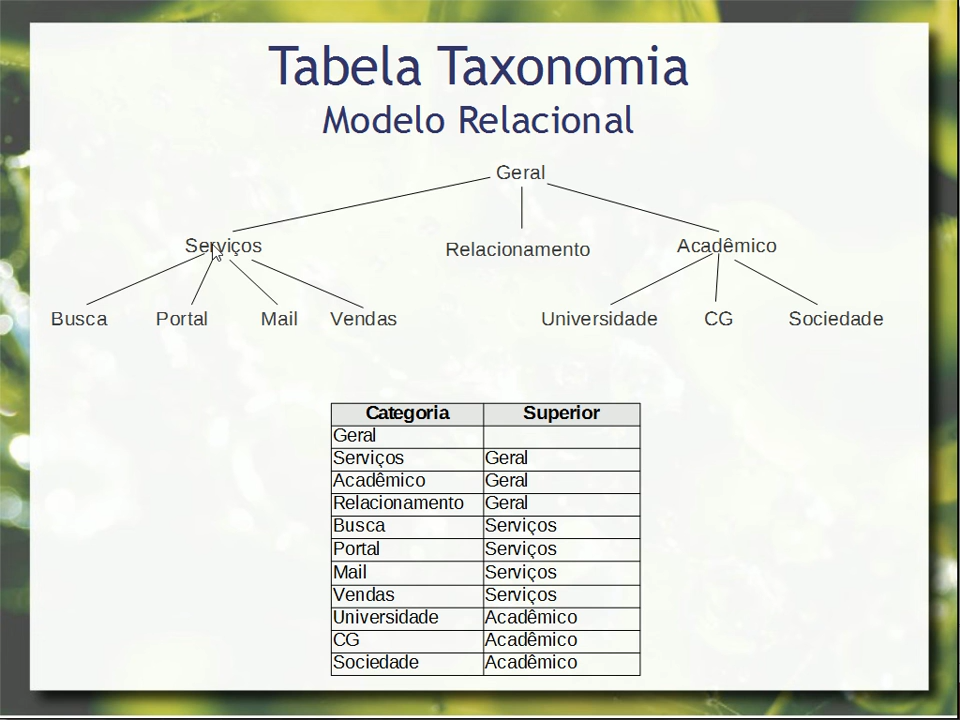 Tabela Taxonomia
Modelo Relacional
Geral
Serviços Relacionamento Acadêmico
Busca Portal Mail Vendas Universidade CG Sociedade
Categoria Superior
Geral
Serviços Geral
Acadêmico Geral
Relacionamento Geral
Busca Serviços
Portal Serviços
Mail Serviços
Vendas Serviços
Universidade Acadêmico
CG Acadêmico
Sociedade Acadêmico